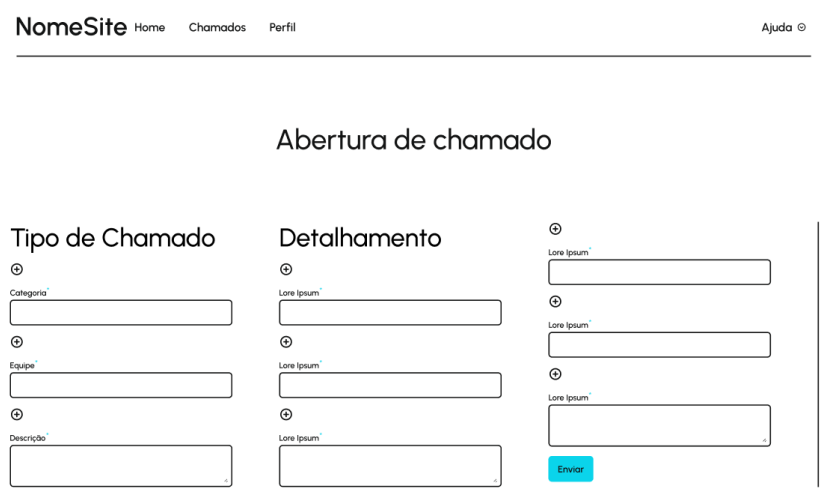 NomeSite Home Chamados Perfil Ajuda
Abertura de chamado
Tipo de Chamado
Categoria*
Equipe*
Descrição*
Detalhamento
Lore Ipsum*
Lore Ipsum*
Lore Ipsum*
Lore Ipsum*
Lore Ipsum*
Lore Ipsum*
Enviar